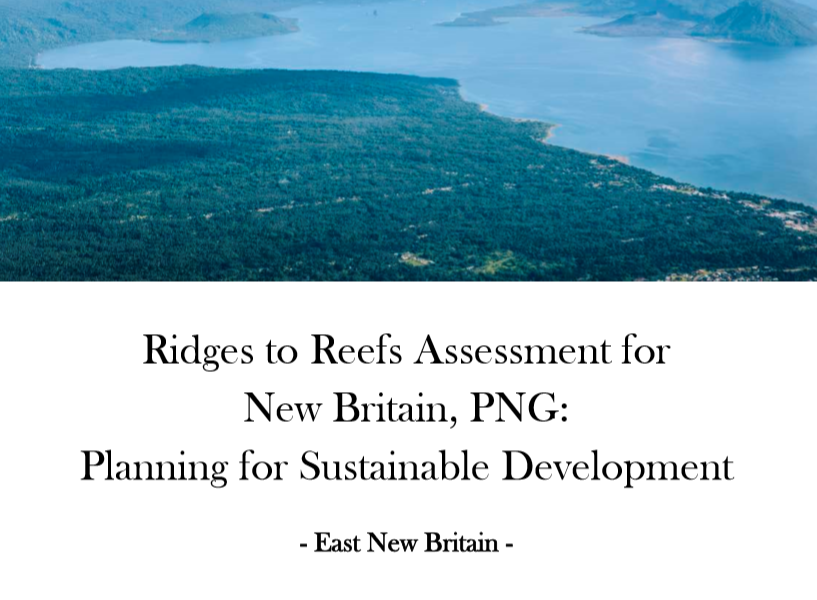 Ridges to Reefs Assessment for
New Britain, PNG:
Planning for Sustainable Development
- East New Britain -